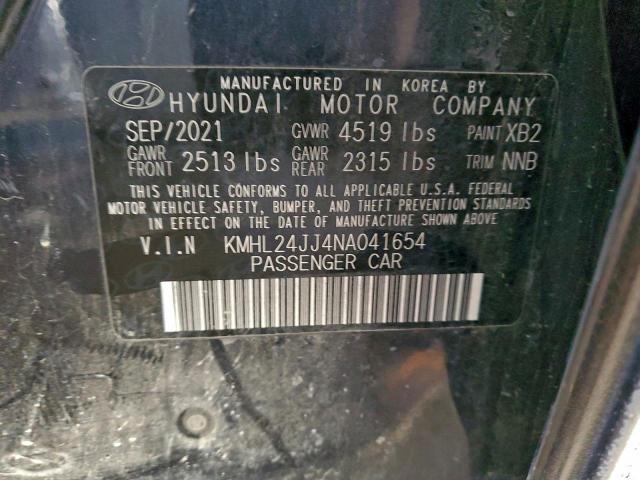 MANUFACTURED IN KOREA BY
HYUNDAI MOTOR COMPANY
SEP/2021 GVWR 4519 lbs PAINT XB2
GAWR FRONT 2513 lbs GAWR REAR 2315 lbs TRIM NNB
THIS VEHICLE CONFORMS TO ALL APPLICABLE U.S.A. FEDERAL
MOTOR VEHICLE SAFETY, BUMPER, AND THEFT PREVENTION STANDARDS
IN EFFECT ON THE DATE OF MANUFACTURE SHOWN ABOVE
V.I.N KMHL24JJ4NA041654
PASSENGER CAR